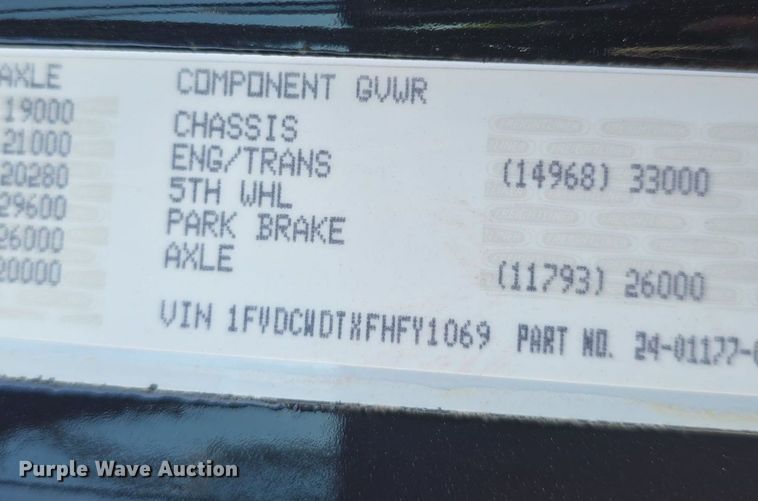 AXLE
19000
21000
20280
29600
26000
20000
COMPONENT GVWR
CHASSIS
ENG/TRANS (14968) 33000
5TH WHL
PARK BRAKE
AXLE (11793) 26000
VIN 1FVDCWDTXFHFY1069 PART NO. 24-01177-0
Purple Wave Auction